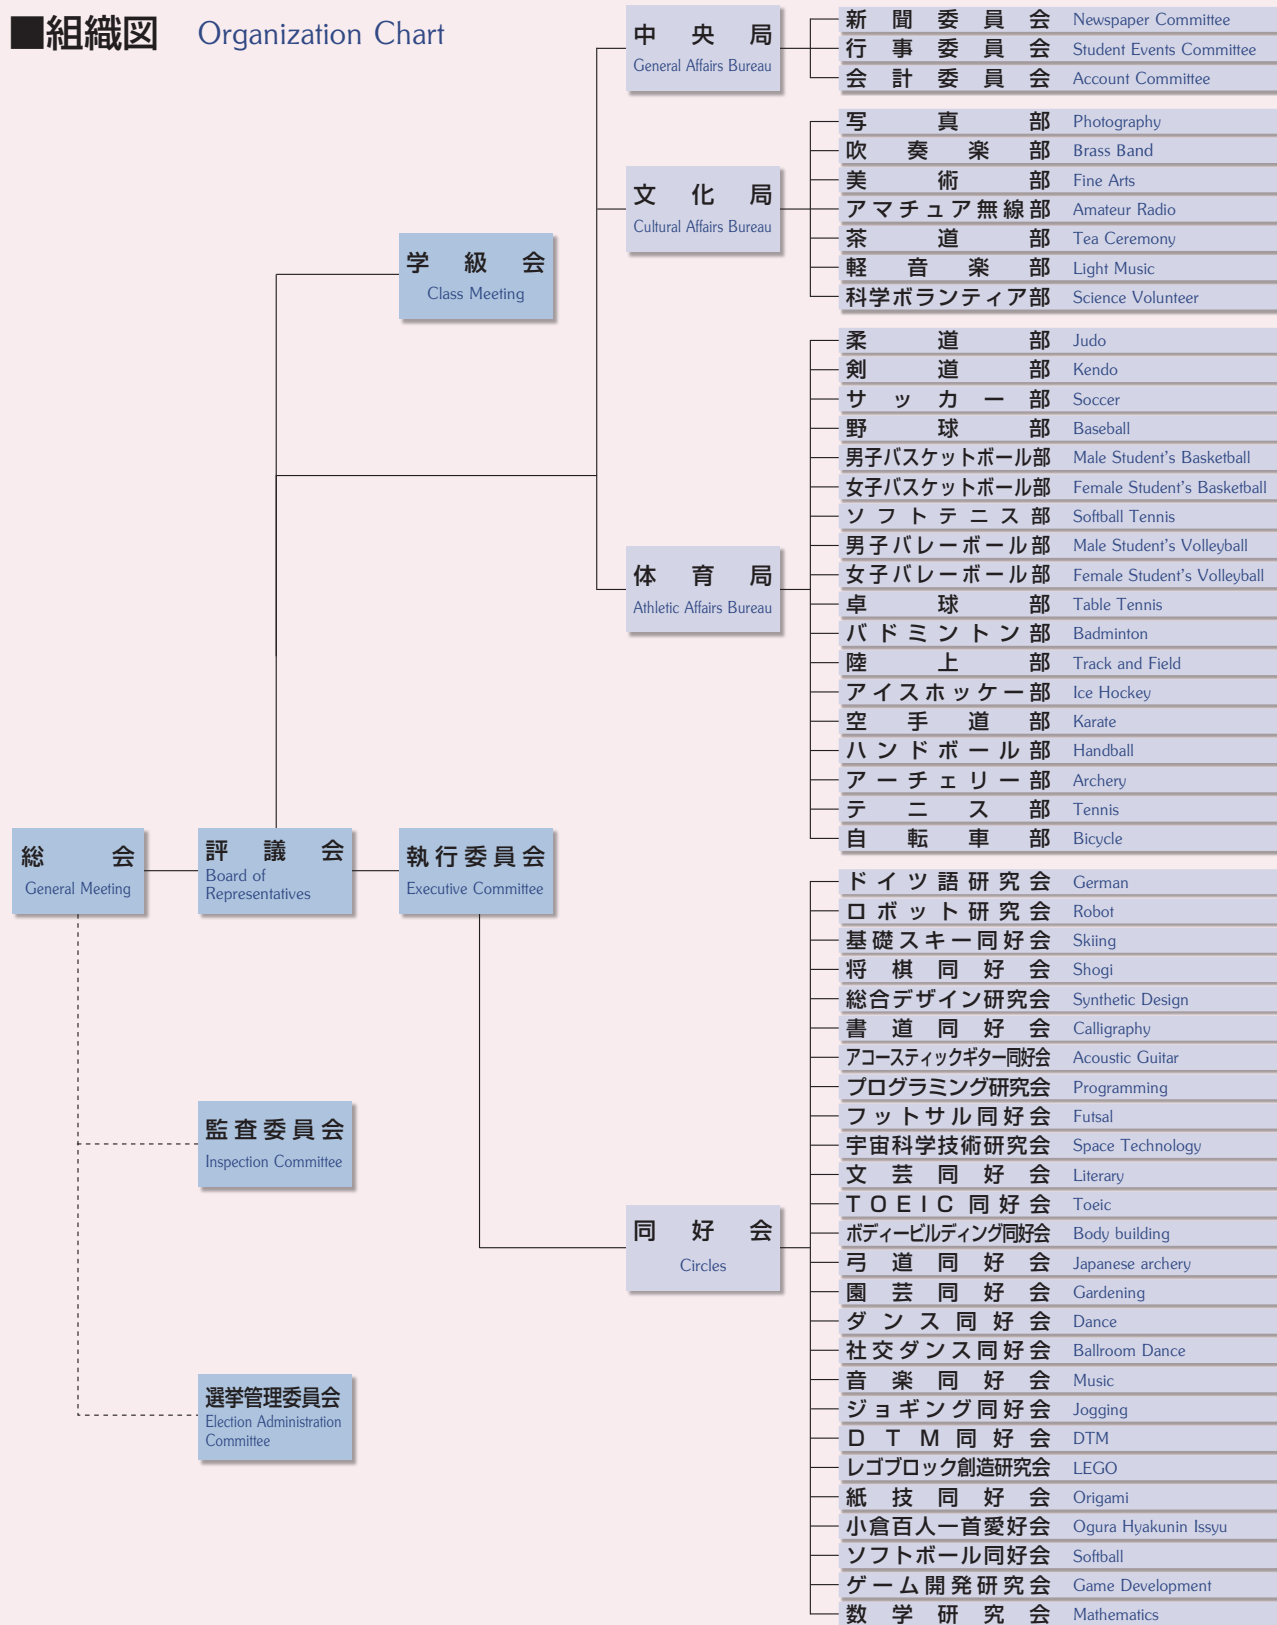 ■組織図 Organization Chart
中央局
General Affairs Bureau
新聞委員会 Newspaper Committee
行事委員会 Student Events Committee
会計委員会 Account Committee
文化局
Cultural Affairs Bureau
写真部 Photography
吹奏楽部 Brass Band
美術部 Fine Arts
アマチュア無線部 Amateur Radio
茶道部 Tea Ceremony
軽音楽部 Light Music
科学ボランティア部 Science Volunteer
学級会
Class Meeting
体育局
Athletic Affairs Bureau
柔道部 Judo
剣道部 Kendo
サッカー部 Soccer
野球部 Baseball
男子バスケットボール部 Male Student's Basketball
女子バスケットボール部 Female Student's Basketball
ソフトテニス部 Softball Tennis
男子バレーボール部 Male Student's Volleyball
女子バレーボール部 Female Student's Volleyball
卓球部 Table Tennis
バドミントン部 Badminton
陸上部 Track and Field
アイスホッケー部 Ice Hockey
空手道部 Karate
ハンドボール部 Handball
アーチェリー部 Archery
テニス部 Tennis
自転車部 Bicycle
総会
General Meeting
評議会
Board of
Representatives
執行委員会
Executive Committee
監査委員会
Inspection Committee
選挙管理委員会
Election Administration
Committee
同好会
Circles
ドイツ語研究会 German
ロボット研究会 Robot
基礎スキー同好会 Skiing
将棋同好会 Shogi
総合デザイン研究会 Synthetic Design
書道同好会 Calligraphy
アコースティックギター同好会 Acoustic Guitar
プログラミング研究会 Programming
フットサル同好会 Futsal
宇宙科学技術研究会 Space Technology
文芸同好会 Literary
TOEIC同好会 Toeic
ボディービルディング同好会 Body building
弓道同好会 Japanese archery
園芸同好会 Gardening
ダンス同好会 Dance
社交ダンス同好会 Ballroom Dance
音楽同好会 Music
ジョギング同好会 Jogging
DTM同好会 DTM
レゴブロック創造研究会 LEGO
紙技同好会 Origami
小倉百人一首愛好会 Ogura Hyakunin Issyu
ソフトボール同好会 Softball
ゲーム開発研究会 Game Development
数学研究会 Mathematics